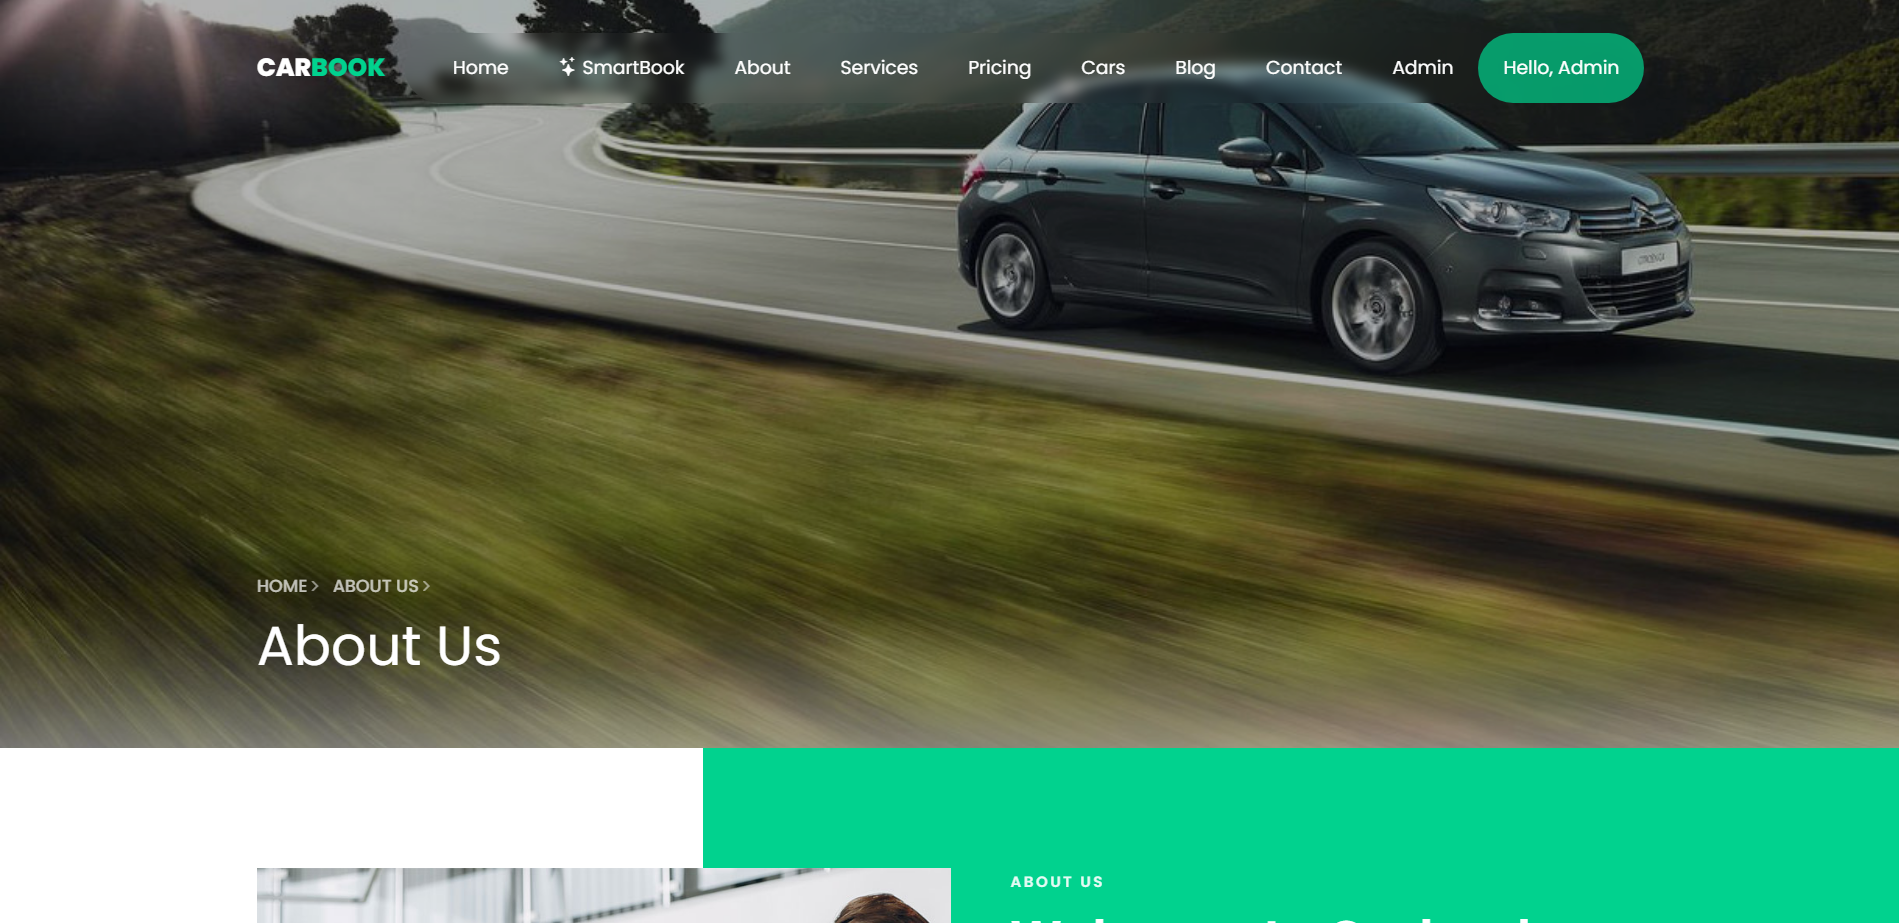 CARBOOK
Home
SmartBook
About
Services
Pricing
Cars
Blog
Contact
Admin
Hello, Admin
HOME > ABOUT US >
About Us
ABOUT US